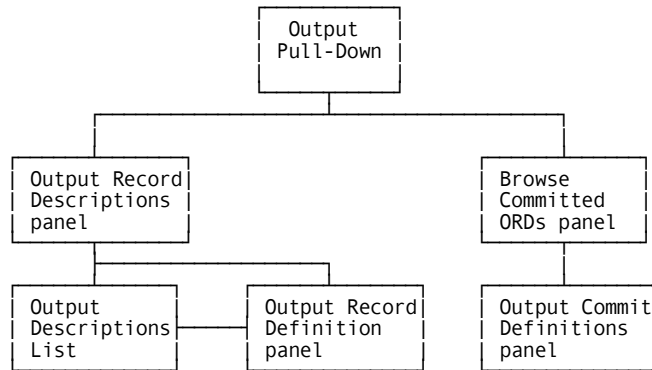 Output
Pull-Down
Output Record
Descriptions
panel
Browse
Committed
ORDs panel
Output
Descriptions
List
Output Record
Definition
panel
Output Commit
Definitions
panel